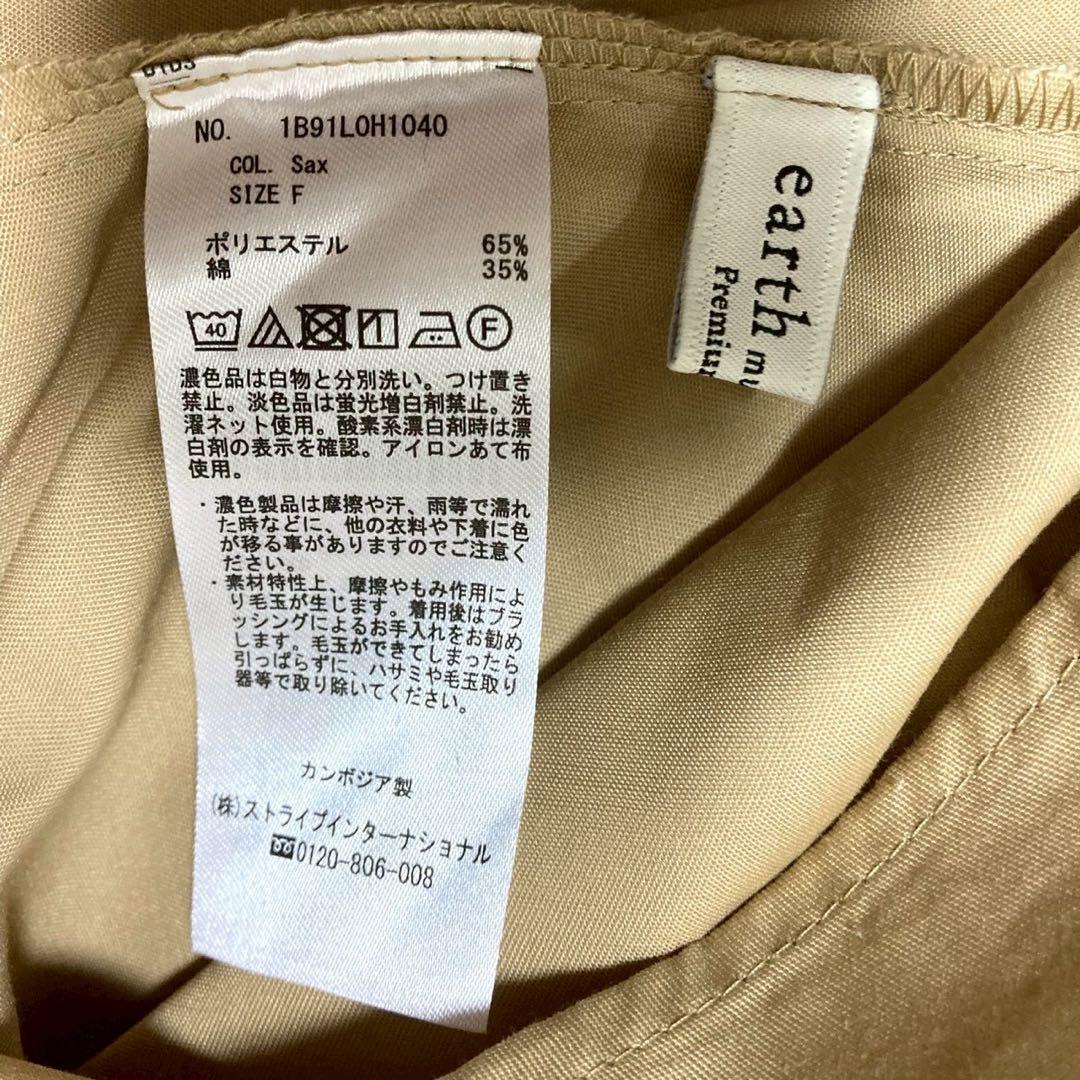 NO. 1B91L0H1040
COL. Sax
SIZE F
ポリエステル 65%
綿 35%
40
F
濃色品は白物と分別洗い。つけ置き
禁止。淡色品は蛍光増白剤禁止。洗
濯ネット使用。酸素系漂白剤時は漂
白剤の表示を確認。アイロンあて布
使用。
・濃色製品は摩擦や汗、雨等で濡れ
た時などに、他の衣料や下着に色
が移る事がありますのでご注意く
ださい。
・素材特性上、摩擦やもみ作用によ
り毛玉が生じます。着用後はブラ
ッシングによるお手入れをお勧め
します。毛玉ができてしまったら
引っぱらずに、ハサミや毛玉取り
器等で取り除いてください。
カンボジア製
(株)ストライプインターナショナル
0120-806-008
earth
Premium